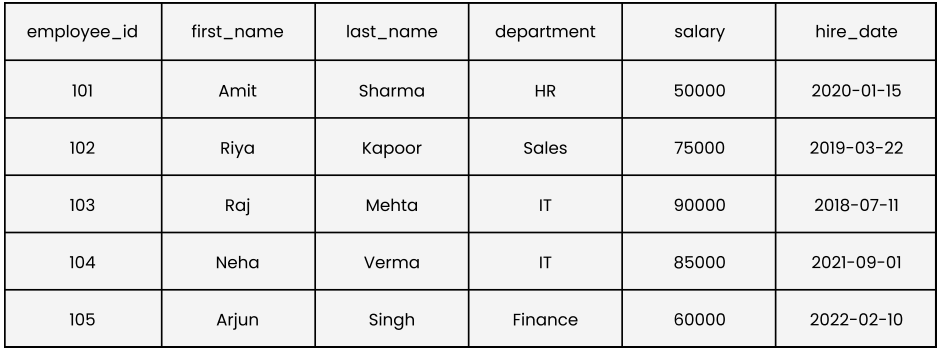 employee_id first_name last_name department salary hire_date
101 Amit Sharma HR 50000 2020-01-15
102 Riya Kapoor Sales 75000 2019-03-22
103 Raj Mehta IT 90000 2018-07-11
104 Neha Verma IT 85000 2021-09-01
105 Arjun Singh Finance 60000 2022-02-10